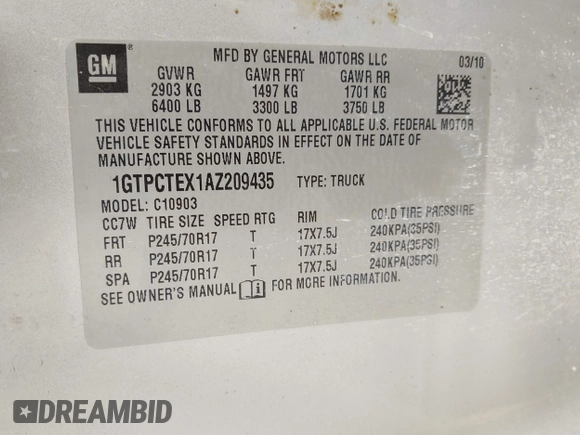 GM ® MFD BY GENERAL MOTORS LLC 03/10
GVWR GAWR FRT GAWR RR
2903 KG 1497 KG 1701 KG
6400 LB 3300 LB 3750 LB
THIS VEHICLE CONFORMS TO ALL APPLICABLE U.S. FEDERAL MOTOR
VEHICLE SAFETY STANDARDS IN EFFECT ON THE DATE OF
MANUFACTURE SHOWN ABOVE.
1GTPCTEX1AZ209435 TYPE: TRUCK
MODEL: C10903
CC7W TIRE SIZE SPEED RTG RIM COLD TIRE PRESSURE
FRT P245/70R17 T 17X7.5J 240KPA(35PSI)
RR P245/70R17 T 17X7.5J 240KPA(35PSI)
SPA P245/70R17 T 17X7.5J 240KPA(35PSI)
SEE OWNER'S MANUAL i FOR MORE INFORMATION.
DREAMBID